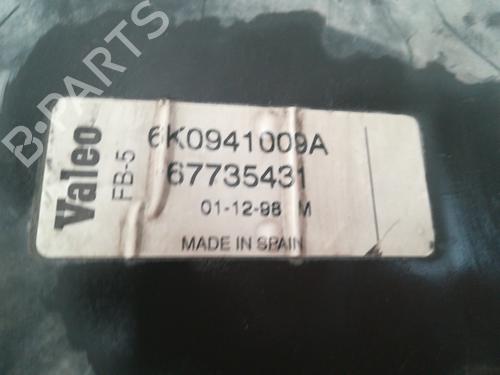 B-PARTS
Valeo
FB-5
6K0941009A
67735431
01-12-98 M
MADE IN SPAIN